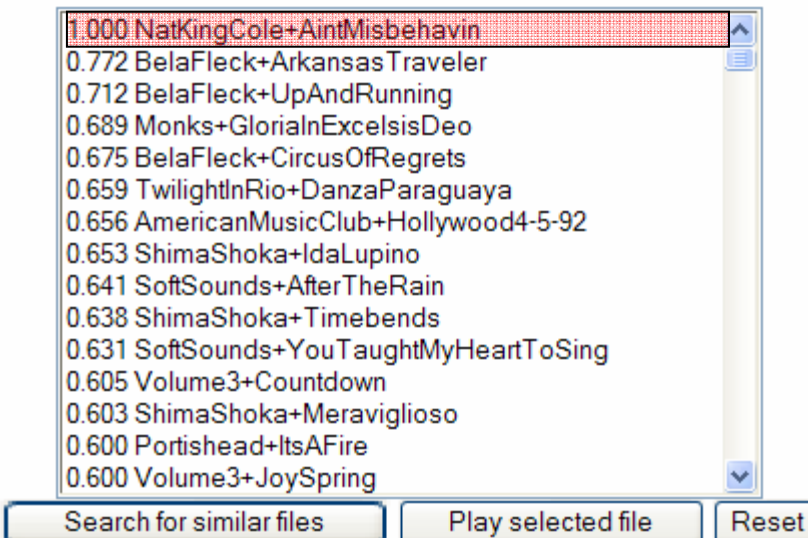 1.000 NatKingCole+AintMisbehavin
0.772 BelaFleck+ArkansasTraveler
0.712 BelaFleck+UpAndRunning
0.689 Monks+GloriaInExcelsisDeo
0.675 BelaFleck+CircusOfRegrets
0.659 TwilightInRio+DanzaParaguaya
0.656 AmericanMusicClub+Hollywood4-5-92
0.653 ShimaShoka+IdaLupino
0.641 SoftSounds+AfterTheRain
0.638 ShimaShoka+Timebends
0.631 SoftSounds+YouTaughtMyHeartToSing
0.605 Volume3+Countdown
0.603 ShimaShoka+Meraviglioso
0.600 Portishead+ItsAFire
0.600 Volume3+JoySpring
Search for similar files Play selected file Reset